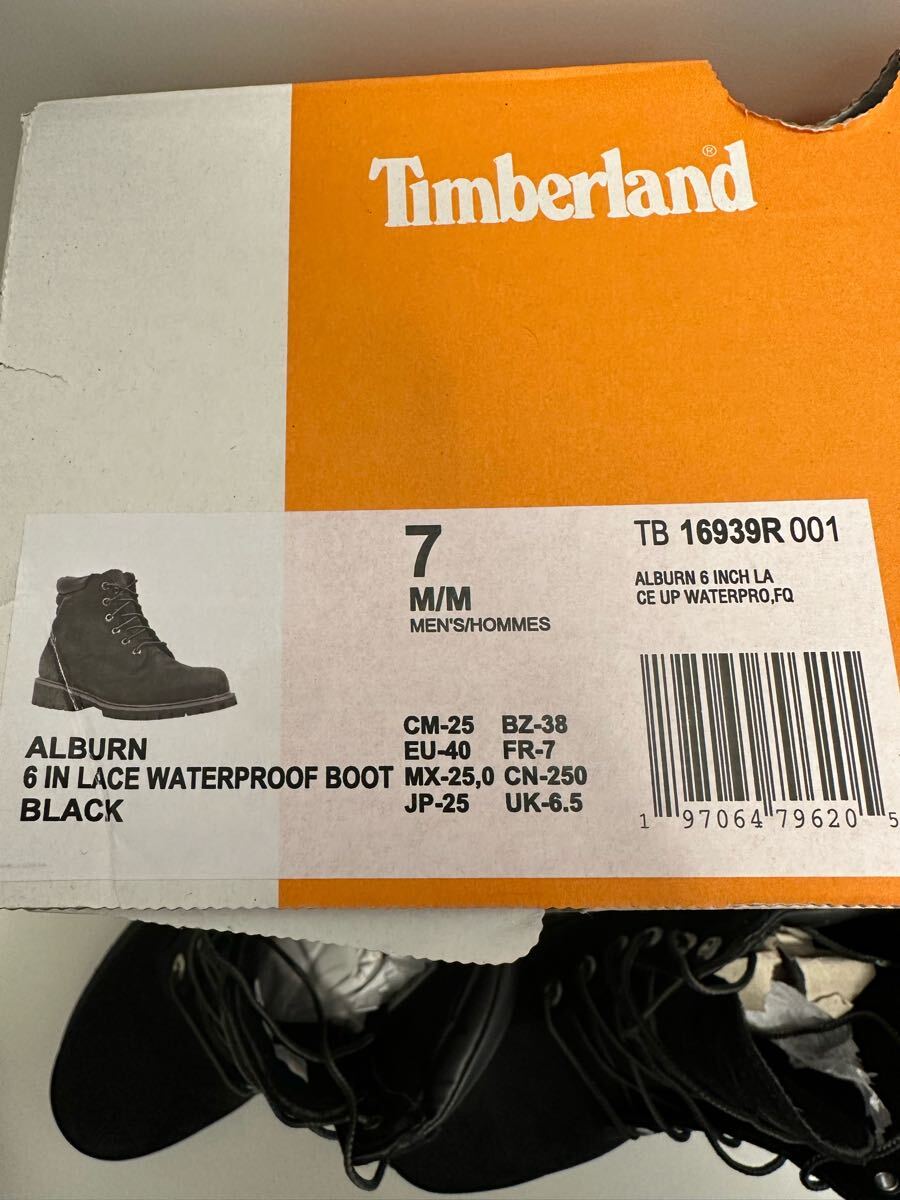 Timberland®
7
M/M
MEN'S/HOMMES
TB 16939R 001
ALBURN 6 INCH LA
CE UP WATERPRO,FQ
ALBURN
6 IN LACE WATERPROOF BOOT
BLACK
CM-25 BZ-38
EU-40 FR-7
MX-25,0 CN-250
JP-25 UK-6.5
1 97064 79620 5